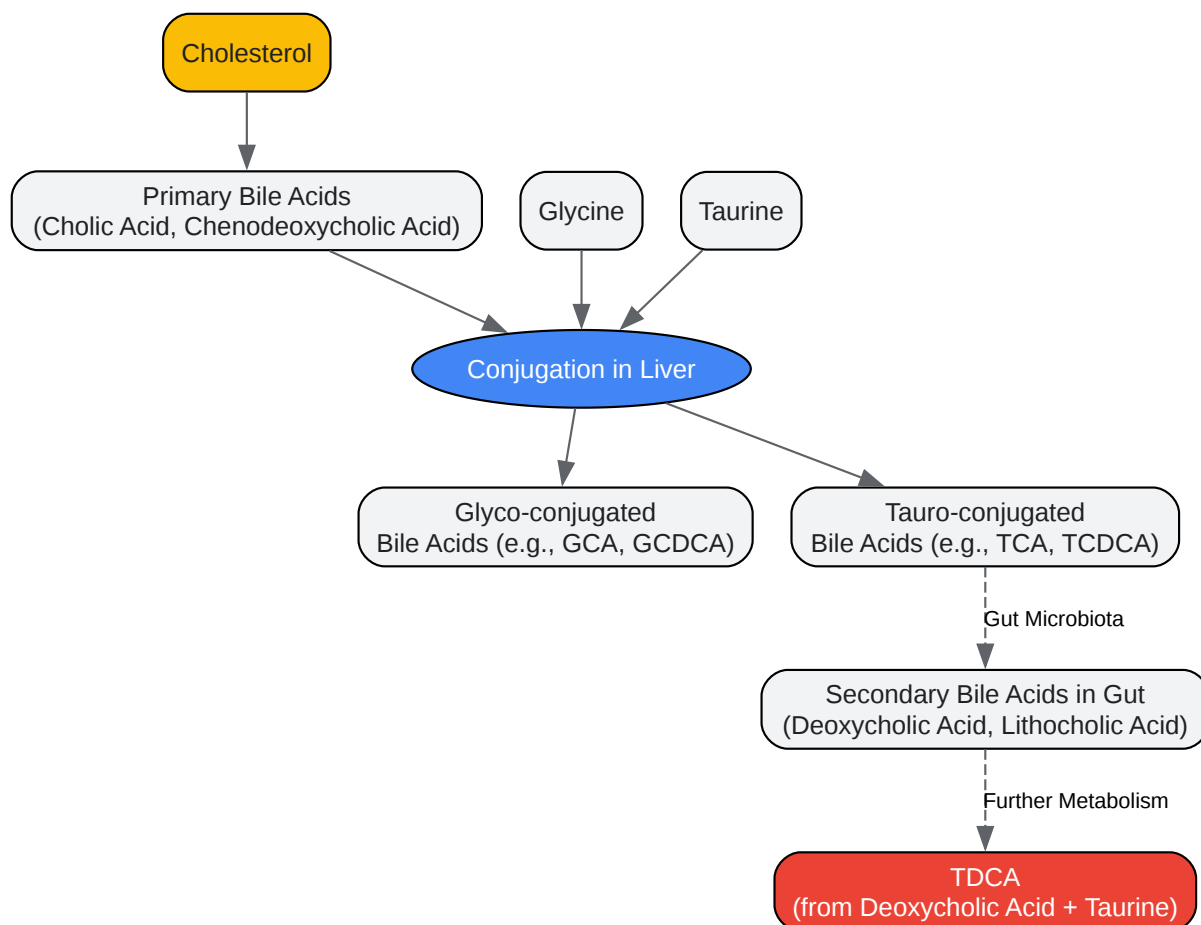 Cholesterol
Primary Bile Acids
(Cholic Acid, Chenodeoxycholic Acid)
Glycine
Taurine
Conjugation in Liver
Glyco-conjugated
Bile Acids (e.g., GCA, GCDCA)
Tauro-conjugated
Bile Acids (e.g., TCA, TCDCA)
Gut Microbiota
Secondary Bile Acids in Gut
(Deoxycholic Acid, Lithocholic Acid)
Further Metabolism
TDCA
(from Deoxycholic Acid + Taurine)